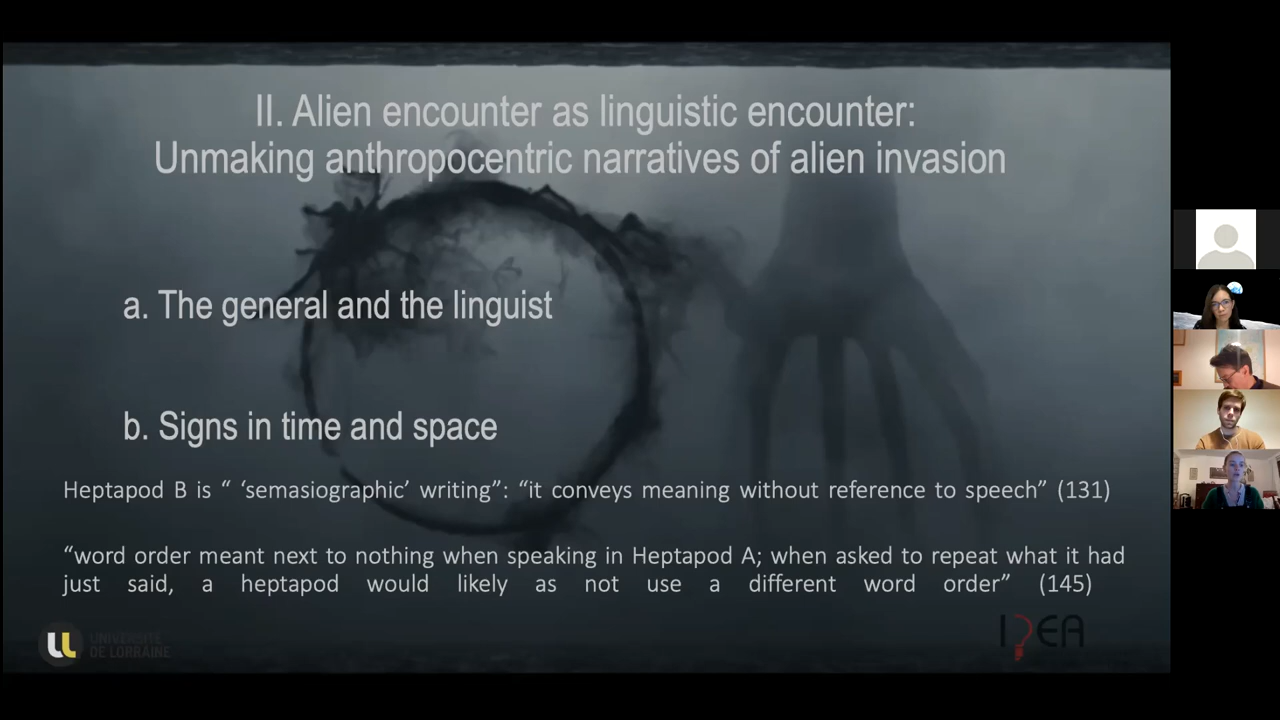 II. Alien encounter as linguistic encounter:
Unmaking anthropocentric narratives of alien invasion
a. The general and the linguist
b. Signs in time and space
Heptapod B is “ ‘semasiographic’ writing”: “it conveys meaning without reference to speech” (131)
“word order meant next to nothing when speaking in Heptapod A; when asked to repeat what it had
just said, a heptapod would likely as not use a different word order” (145)
UNIVERSITÉ
DE LORRAINE
I?EA